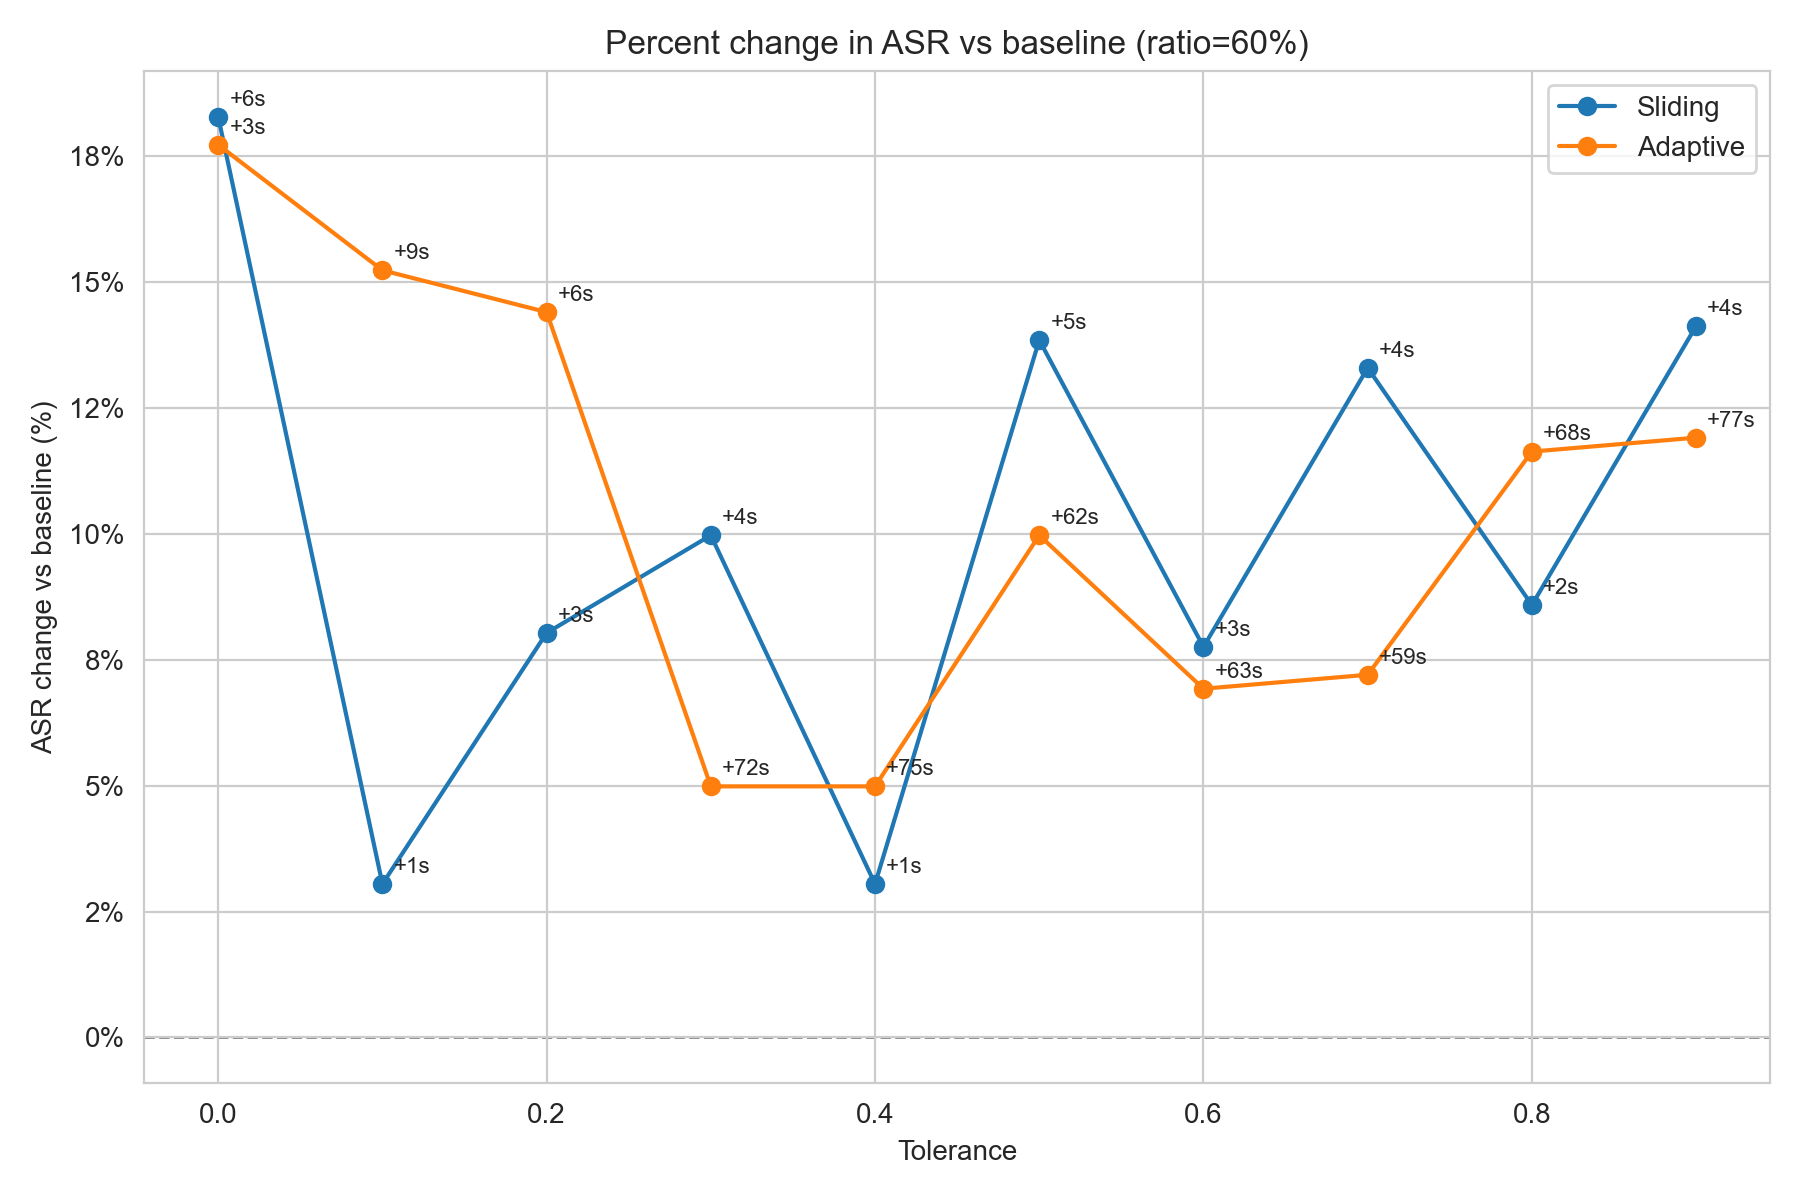 Percent change in ASR vs baseline (ratio=60%)
Sliding
Adaptive
ASR change vs baseline (%)
18%
15%
12%
10%
8%
5%
2%
0%
+6s
+3s
+9s
+6s
+1s
+3s
+4s
+72s
+75s
+1s
+5s
+62s
+3s
+63s
+4s
+59s
+68s
+2s
+4s
+77s
0.0
0.2
0.4
0.6
0.8
Tolerance